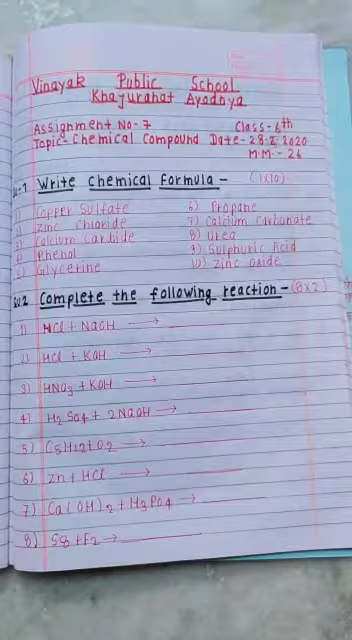 Vinayak Public School
Khajurahat Ayodhya
Assignment No-7 Class-6th
Topic-Chemical Compound Date-28.2.2020
M.M.-26
Qu-1 Write Chemical Formula- (1x10)
1) Copper Sulfate 6) Propane
2) Zinc Chloride 7) Calcium Carbonate
3) Calcium Carbide 8) Urea
4) Phenol 9) Sulphuric Acid
5) Glycerine 10) Zinc oxide
Qu2 Complete the following reaction-(8x2)
1) HCl + NaOH →
2) HCl + KOH →
3) HNO3 + KOH →
4) H2So4 + 2NaOH →
5) C5H12+O2 →
6) Zn + HCl →
7) Ca(OH)2 + H3Po4 →
8) S8 + F2 →